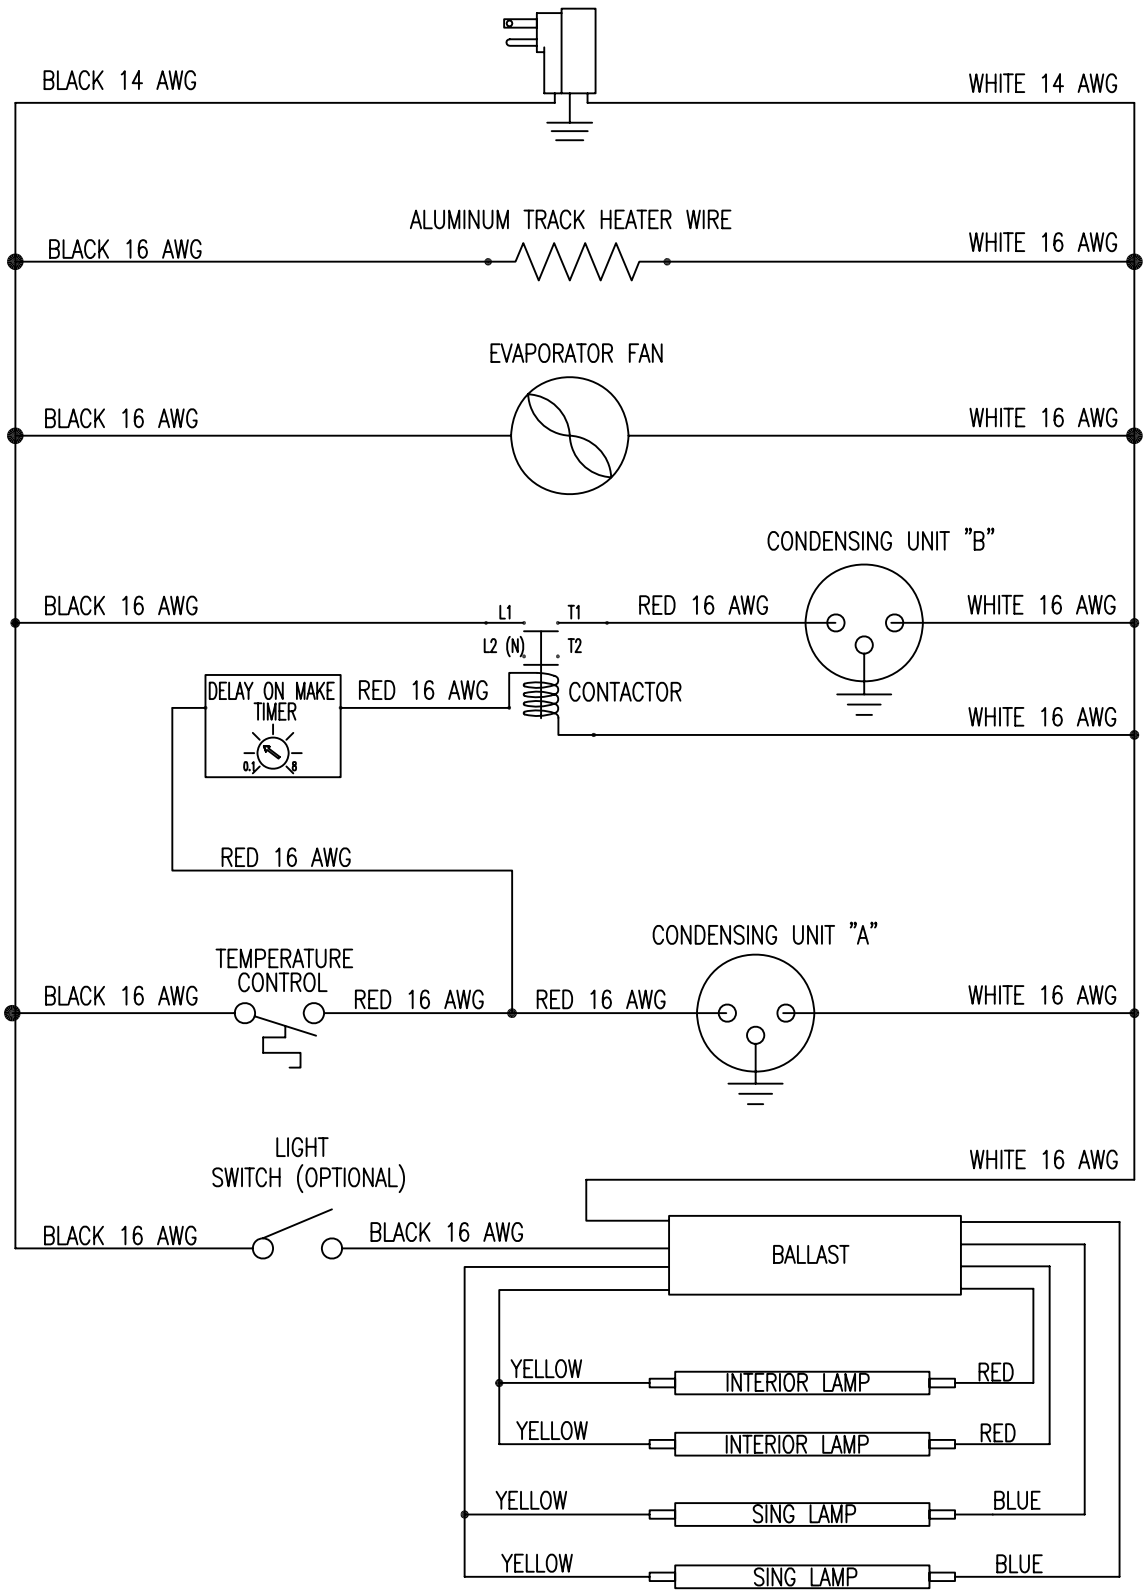 BLACK 14 AWG
WHITE 14 AWG
ALUMINUM TRACK HEATER WIRE
BLACK 16 AWG
WHITE 16 AWG
EVAPORATOR FAN
BLACK 16 AWG
WHITE 16 AWG
CONDENSING UNIT "B"
BLACK 16 AWG
L1
T1
RED 16 AWG
WHITE 16 AWG
L2 (N)
T2
DELAY ON MAKE
TIMER
0.1
8
RED 16 AWG
CONTACTOR
WHITE 16 AWG
RED 16 AWG
CONDENSING UNIT "A"
TEMPERATURE
CONTROL
BLACK 16 AWG
RED 16 AWG
RED 16 AWG
WHITE 16 AWG
LIGHT
SWITCH (OPTIONAL)
WHITE 16 AWG
BLACK 16 AWG
BLACK 16 AWG
BALLAST
YELLOW
INTERIOR LAMP
RED
YELLOW
INTERIOR LAMP
RED
YELLOW
SING LAMP
BLUE
YELLOW
SING LAMP
BLUE